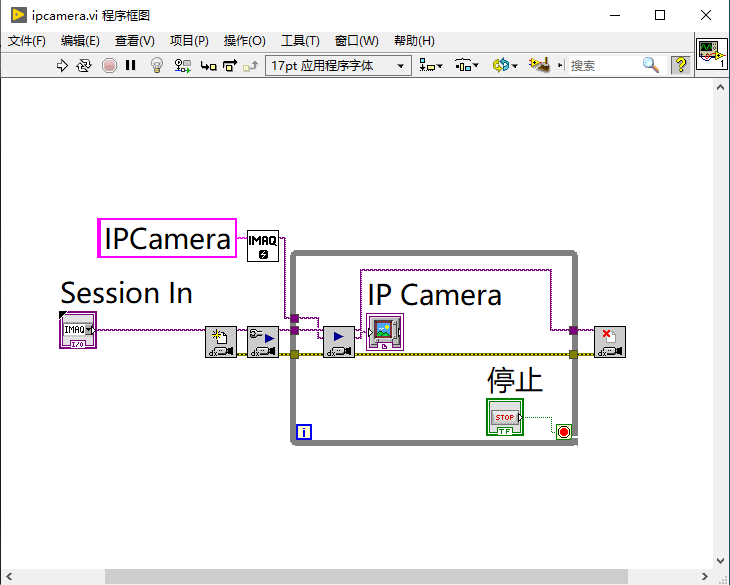 ipcamera.vi 程序框图
文件(F) 编辑(E) 查看(V) 项目(P) 操作(O) 工具(T) 窗口(W) 帮助(H)
17pt 应用程序字体 搜索 ?
1
IPCamera IMAQ
Session In
IMAQ
I/O
IP Camera
停止
STOP
TF
i